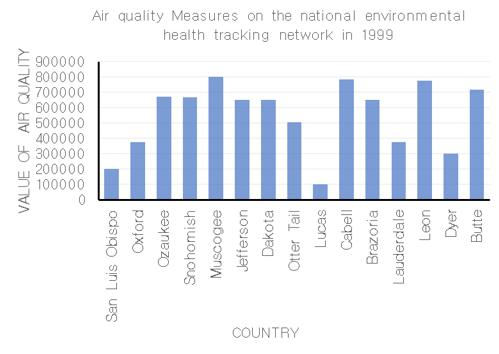 Air quality Measures on the national environmental
health tracking network in 1999
VALUE OF AIR QUALITY
900000
800000
700000
600000
500000
400000
300000
200000
100000
0
San Luis Obispo
Oxford
Ozaukee
Snohomish
Muscogee
Jefferson
Dakota
Otter Tail
Lucas
Cabell
Brazoria
Lauderdale
Leon
Dyer
Butte
COUNTRY